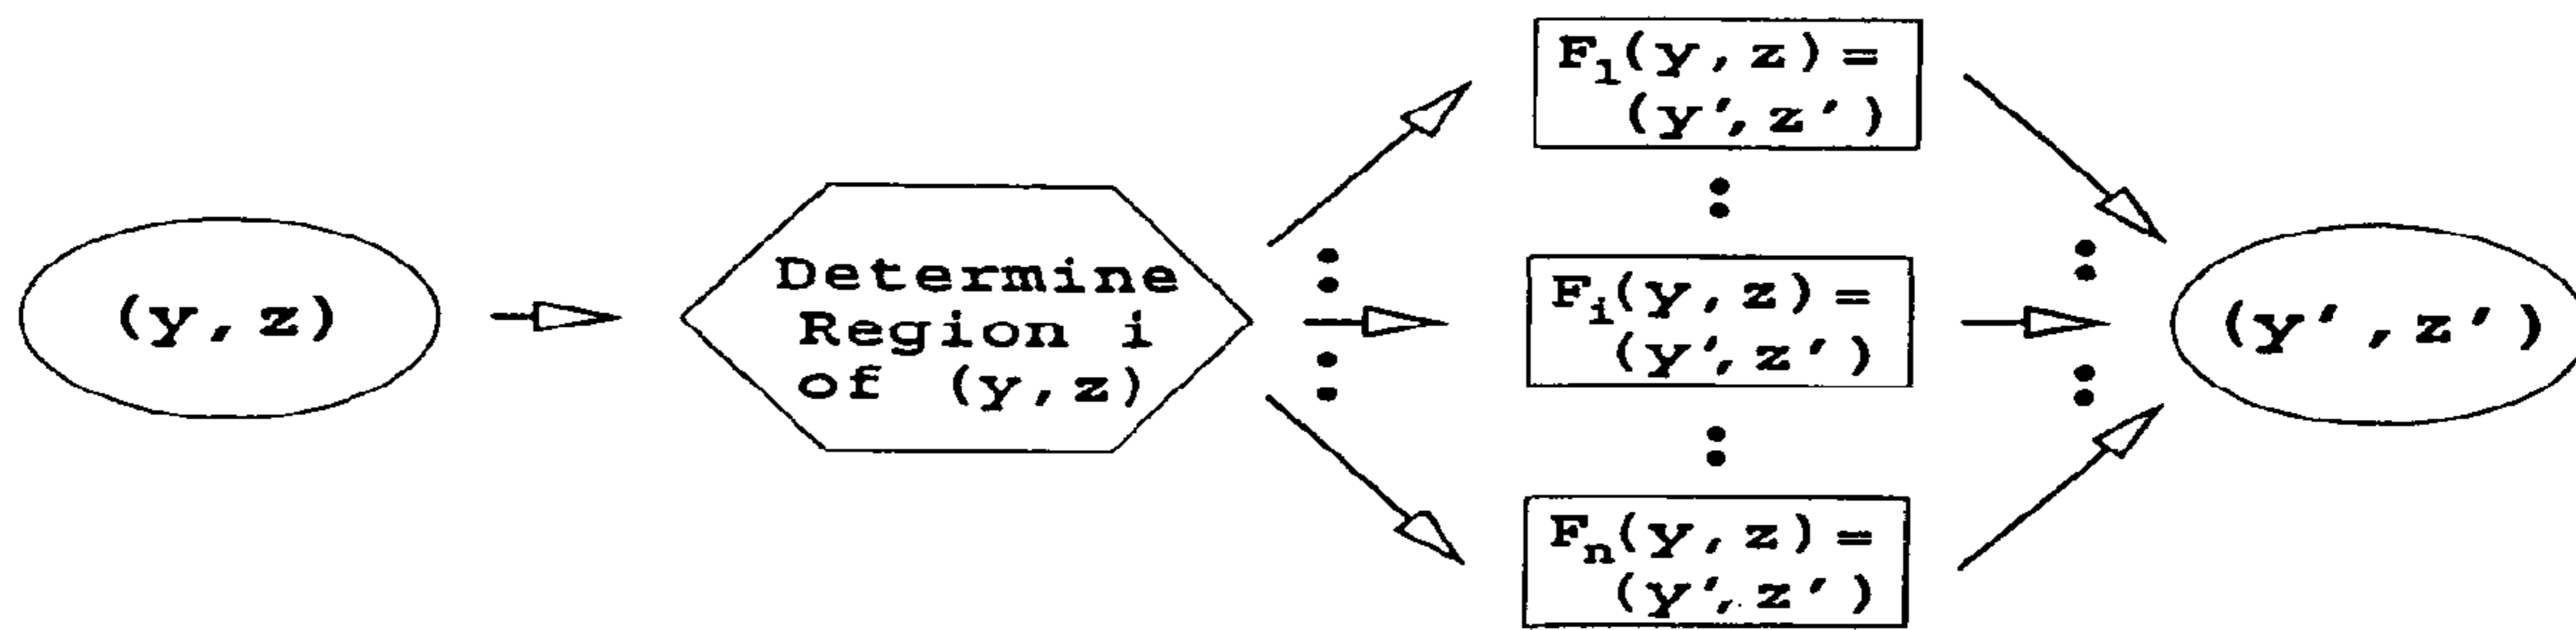 (y,z)
Determine
Region i
of (y,z)
F₁(y,z)=
(y',z')
Fᵢ(y,z)=
(y',z')
Fₙ(y,z)=
(y',z')
(y',z')